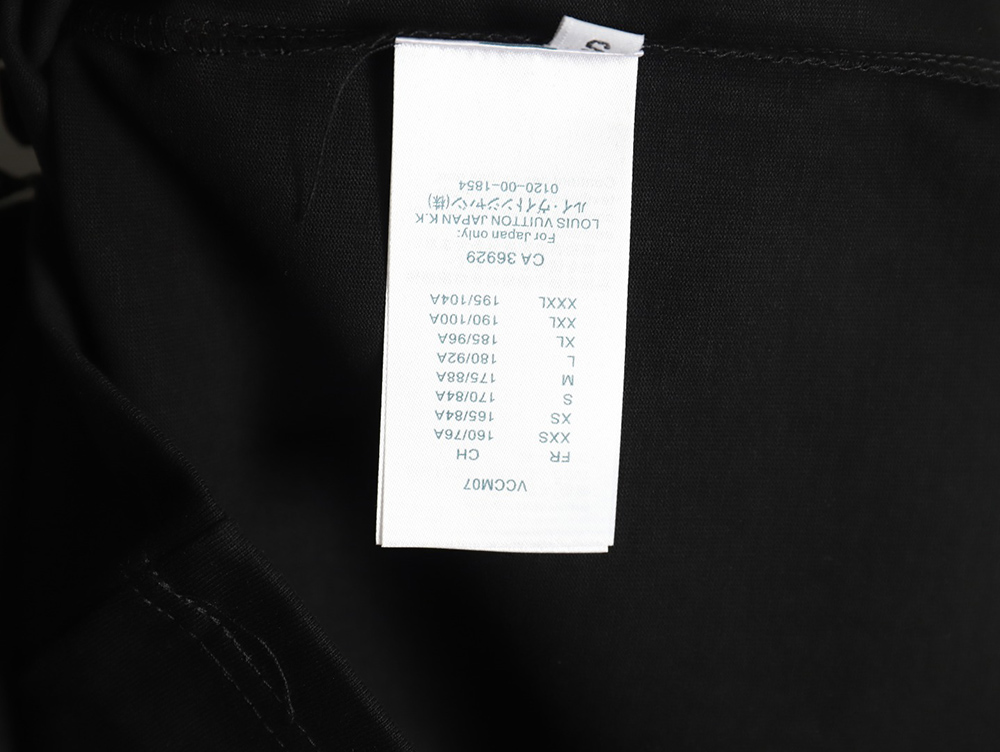 VCCM07
FR CH
XXS 160/76A
XS 165/84A
S 170/84A
M 175/88A
L 180/92A
XL 185/96A
XXL 190/100A
XXXL 195/104A
CA 36929
For Japan only:
LOUIS VUITTON JAPAN K.K
ルイ・ヴィトンジャパン(株)
0120-00-1854